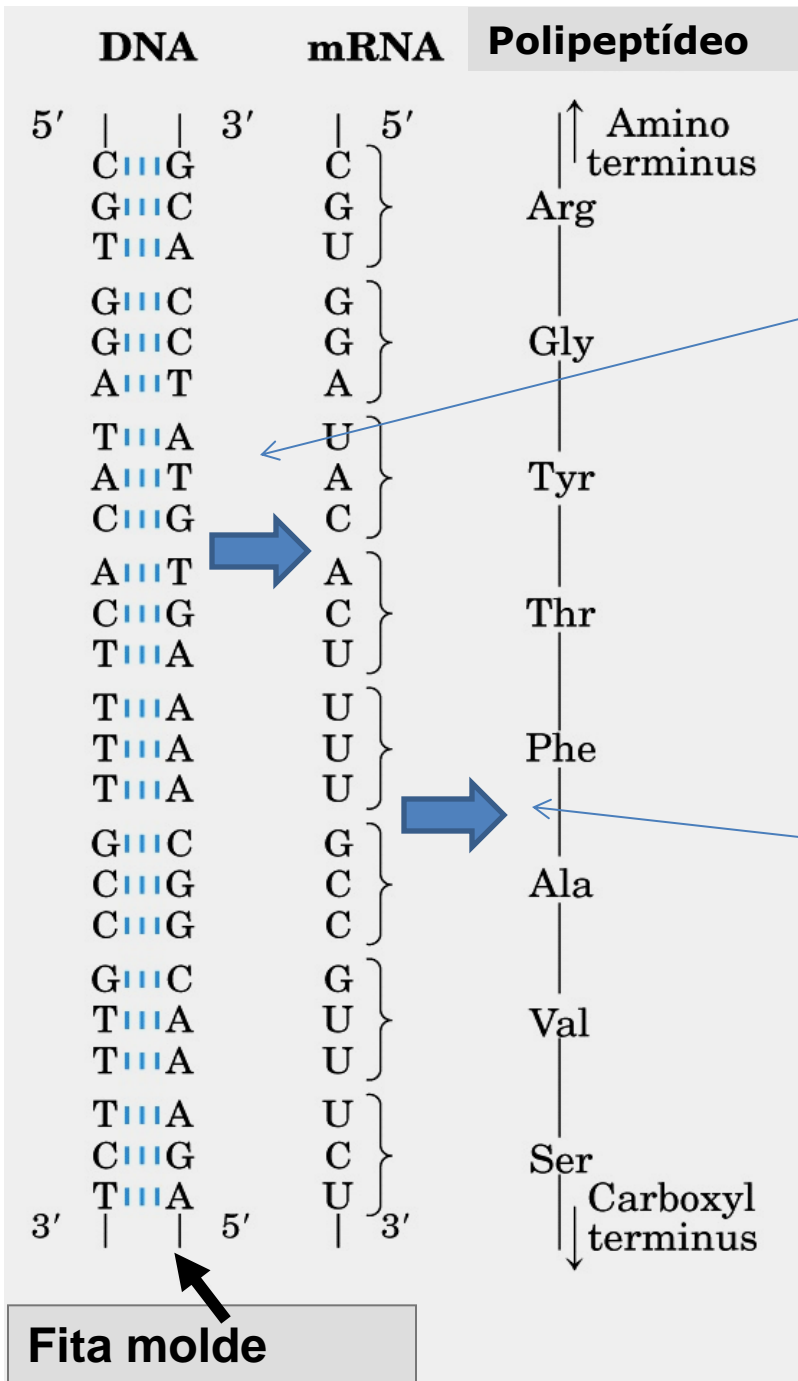 DNA mRNA Polipeptídeo
5′ 3′ 5′ Amino
terminus
C G C
G C G Arg
T A U
G C G
G C G Gly
A T A
T A U
A T A Tyr
C G C
A T A
C G C Thr
T A U
T A U
T A U Phe
T A U
G C G
C G C Ala
C G C
G C G
T A U Val
T A U
T A U
C G C Ser
T A U
3′ 5′ 3′ Carboxyl
terminus
Fita molde